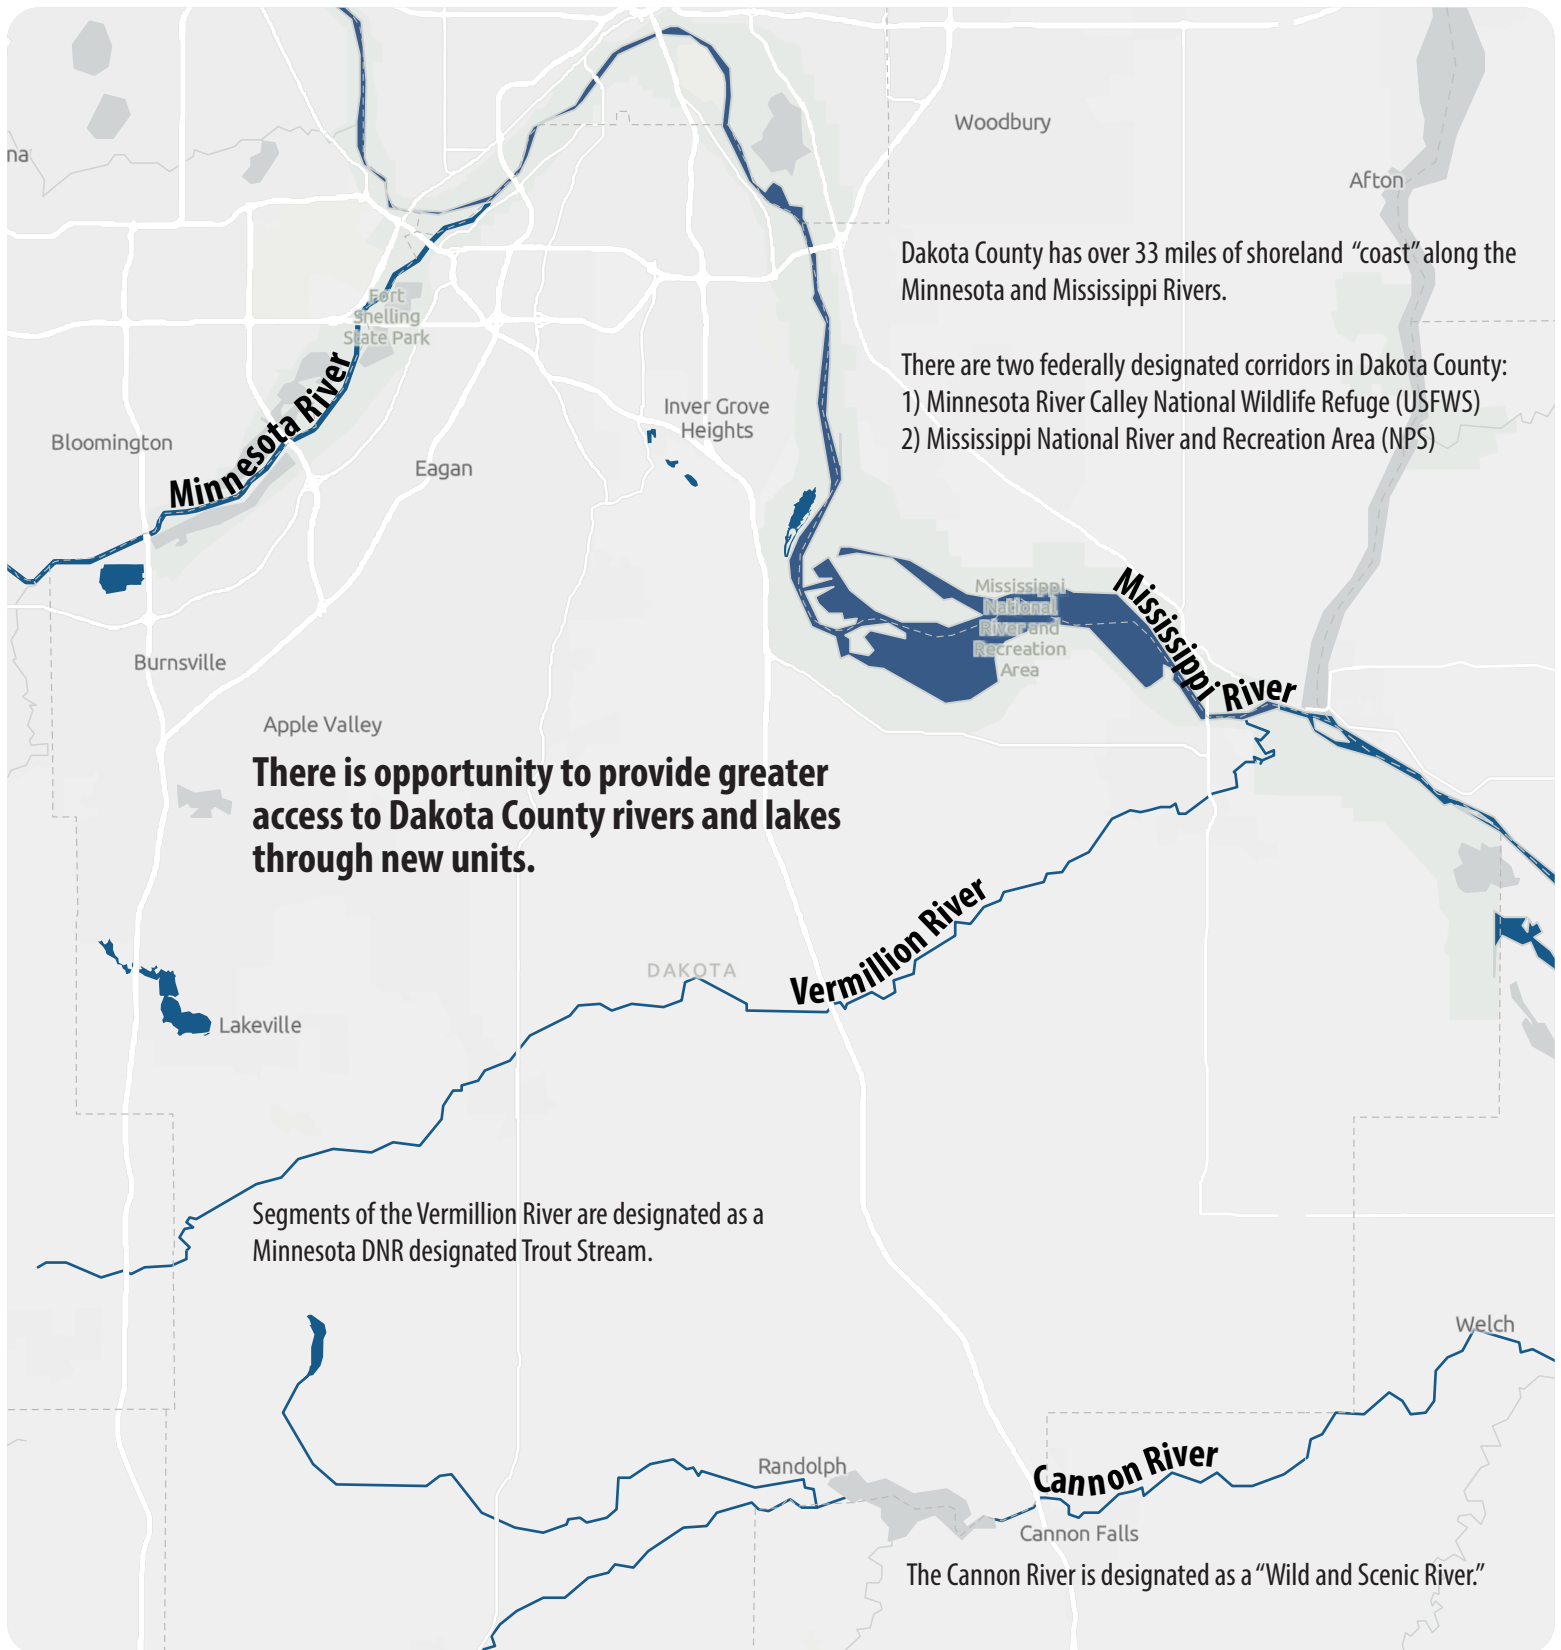 Woodbury
na
Afton
Dakota County has over 33 miles of shoreland “coast” along the
Minnesota and Mississippi Rivers.
Fort
Snelling
State Park
There are two federally designated corridors in Dakota County:
1) Minnesota River Calley National Wildlife Refuge (USFWS)
2) Mississippi National River and Recreation Area (NPS)
Minnesota River
Inver Grove
Heights
Bloomington
Eagan
Mississippi
National
River and
Recreation
Area
Mississippi River
Burnsville
Apple Valley
There is opportunity to provide greater
access to Dakota County rivers and lakes
through new units.
Vermillion River
DAKOTA
Lakeville
Segments of the Vermillion River are designated as a
Minnesota DNR designated Trout Stream.
Welch
Randolph
Cannon River
Cannon Falls
The Cannon River is designated as a “Wild and Scenic River.”